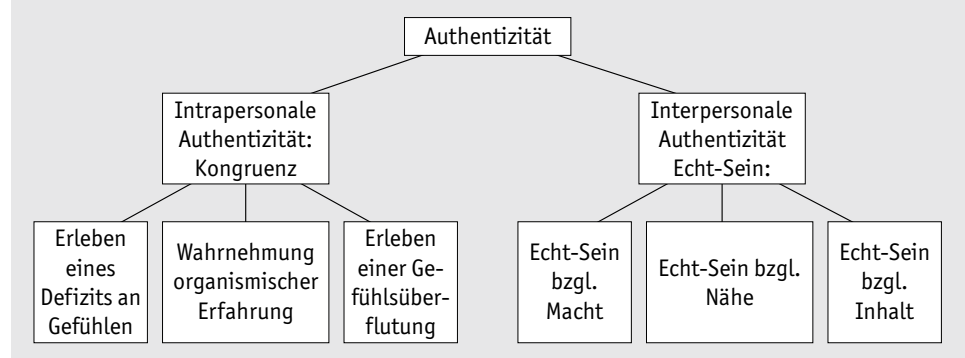 Authentizität
Intrapersonale
Authentizität:
Kongruenz
Interpersonale
Authentizität
Echt-Sein:
Erleben
eines
Defizits an
Gefühlen
Wahrnehmung
organismischer
Erfahrung
Erleben
einer Ge-
fühlsüber-
flutung
Echt-Sein
bzgl.
Macht
Echt-Sein bzgl.
Nähe
Echt-Sein
bzgl.
Inhalt